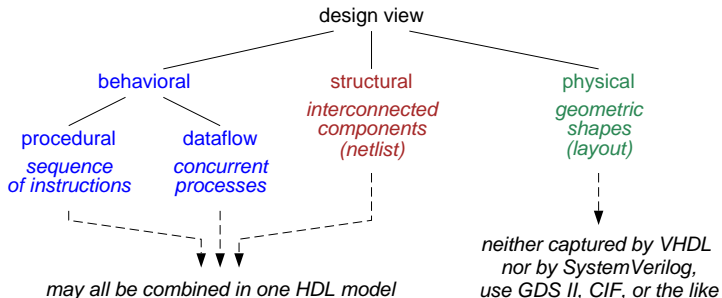 design view
behavioral
structural
physical
interconnected
components
(netlist)
geometric
shapes
(layout)
procedural
dataflow
sequence
of instructions
concurrent
processes
may all be combined in one HDL model
neither captured by VHDL
nor by SystemVerilog,
use GDS II, CIF, or the like